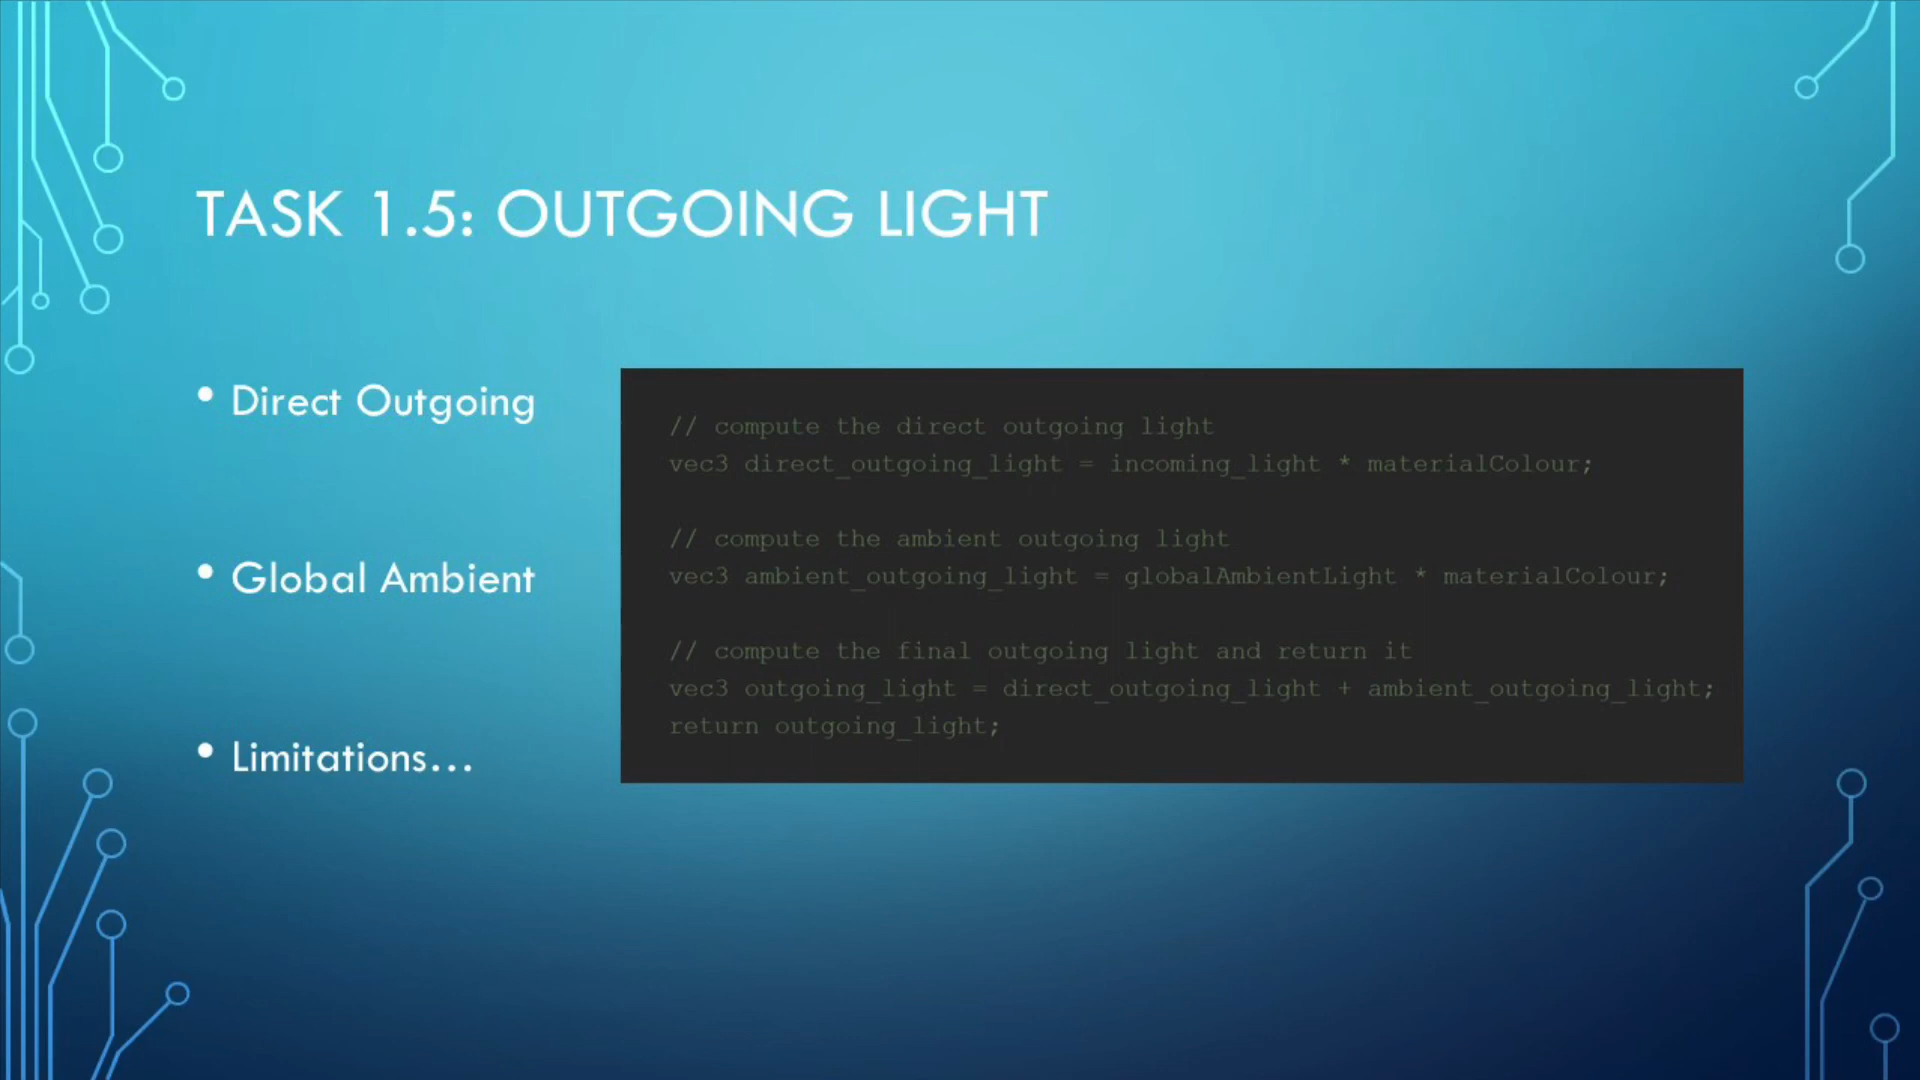 TASK 1.5: OUTGOING LIGHT
• Direct Outgoing
• Global Ambient
• Limitations...
// compute the direct outgoing light
vec3 direct_outgoing_light = incoming_light * materialColour;
// compute the ambient outgoing light
vec3 ambient_outgoing_light = globalAmbientLight * materialColour;
// compute the final outgoing light and return it
vec3 outgoing_light = direct_outgoing_light + ambient_outgoing_light;
return outgoing_light;